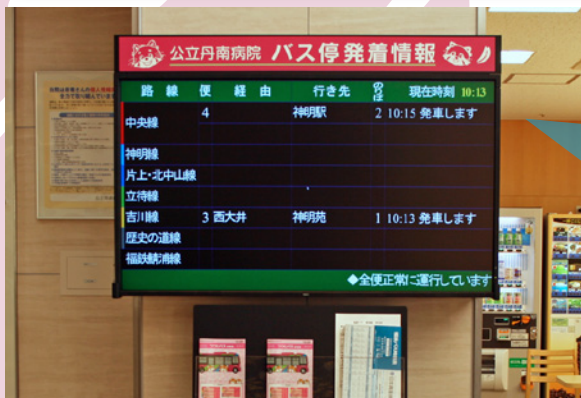 公立丹南病院 バス停発着情報
路線 便 経由 行き先 のりば 現在時刻 10:13
中央線 4 神明駅 2 10:15 発車します
神明線
片上・北中山線
立待線
吉川線 3 西大井 神明苑 1 10:13 発車します
歴史の道線
福鉄鯖浦線
◆全便正常に運行しています